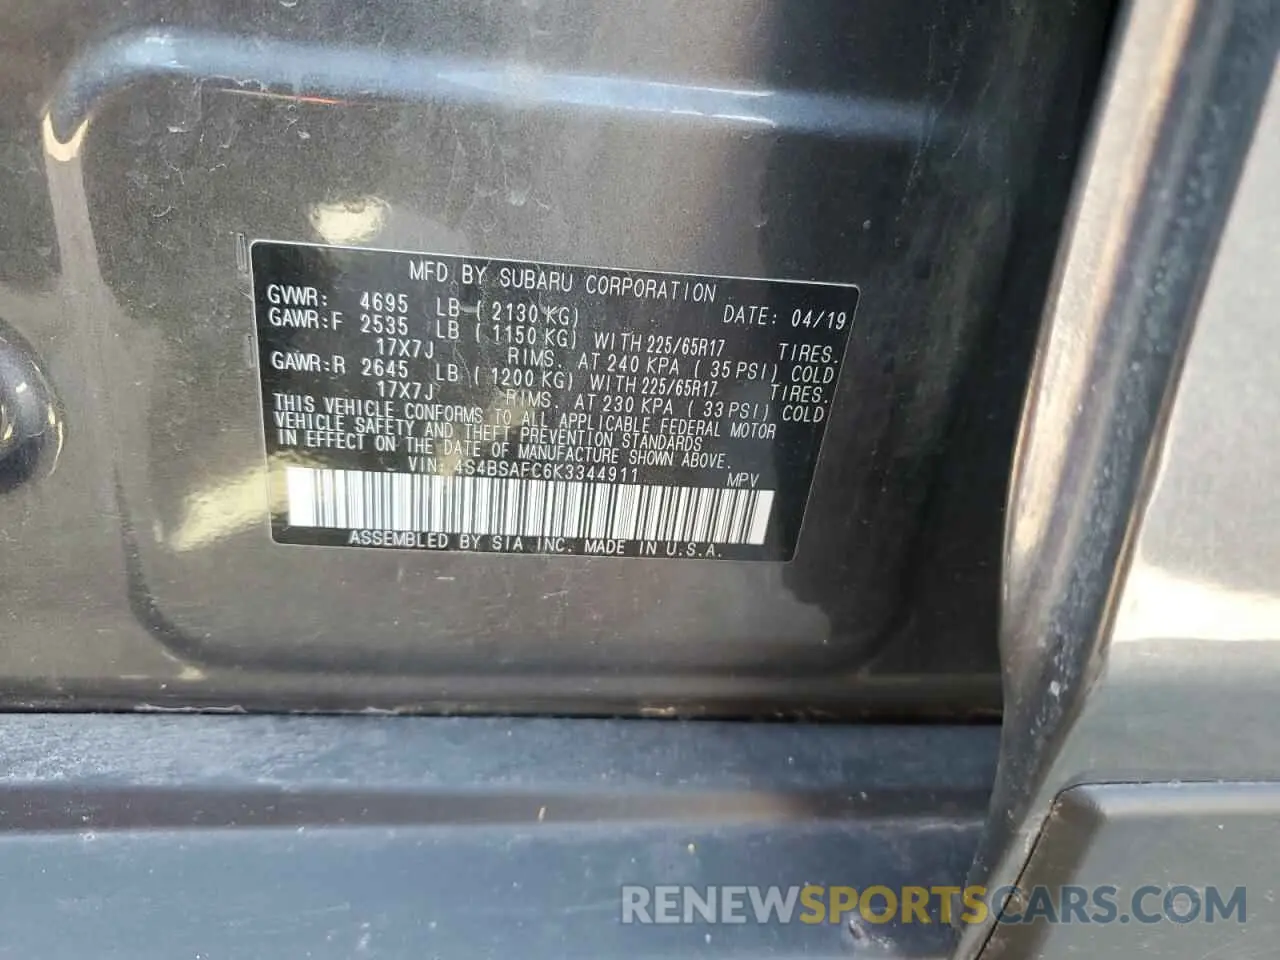 MFD BY SUBARU CORPORATION
GVWR: 4695 LB ( 2130 KG) DATE: 04/19
GAWR:F 2535 LB ( 1150 KG) WITH 225/65R17 TIRES.
17X7J RIMS. AT 240 KPA ( 35 PSI) COLD
GAWR:R 2645 LB ( 1200 KG) WITH 225/65R17 TIRES.
17X7J RIMS. AT 230 KPA ( 33 PSI) COLD
THIS VEHICLE CONFORMS TO ALL APPLICABLE FEDERAL MOTOR
VEHICLE SAFETY AND THEFT PREVENTION STANDARDS
IN EFFECT ON THE DATE OF MANUFACTURE SHOWN ABOVE.
VIN: 4S4BSAFC6K3344911 MPV
ASSEMBLED BY SIA INC. MADE IN U.S.A.
RENEWSPORTSCARS.COM